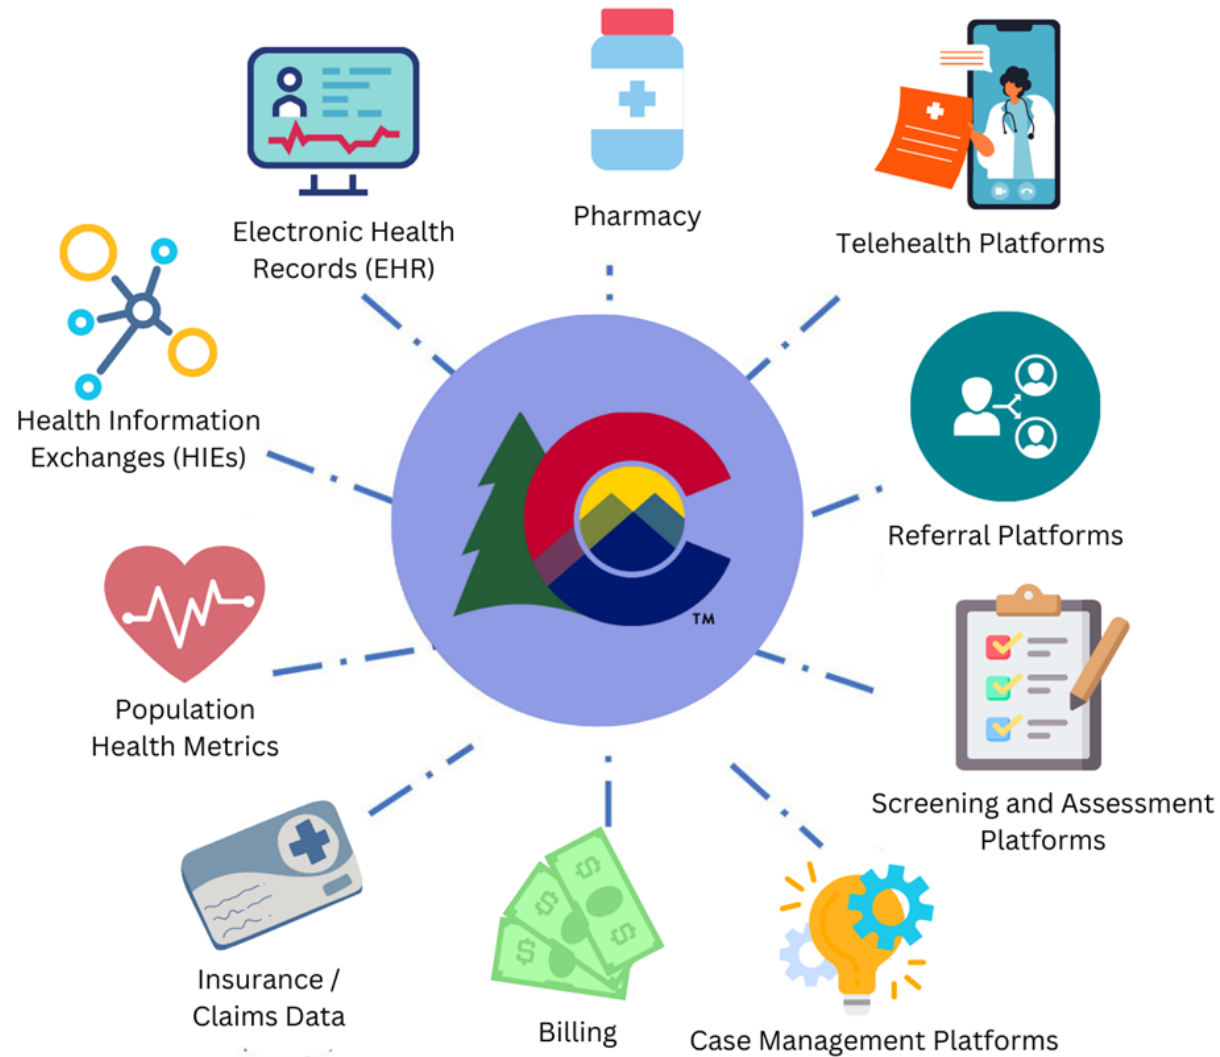 Pharmacy
Electronic Health
Records (EHR)
Telehealth Platforms
Health Information
Exchanges (HIEs)
Referral Platforms
TM
Population
Health Metrics
Screening and Assessment
Platforms
Insurance /
Claims Data
Billing
Case Management Platforms